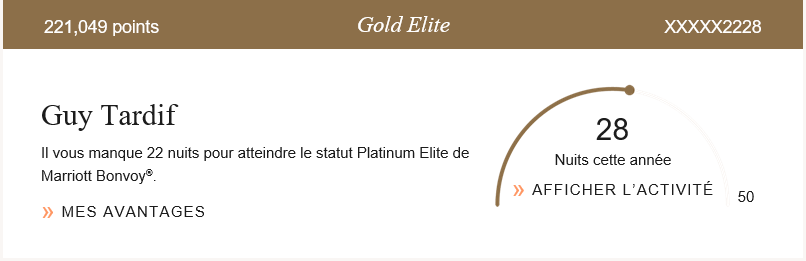 221,049 points
Gold Elite
XXXXX2228
Guy Tardif
Il vous manque 22 nuits pour atteindre le statut Platinum Elite de
Marriott Bonvoy®.
» MES AVANTAGES
28
Nuits cette année
» AFFICHER L'ACTIVITÉ
50